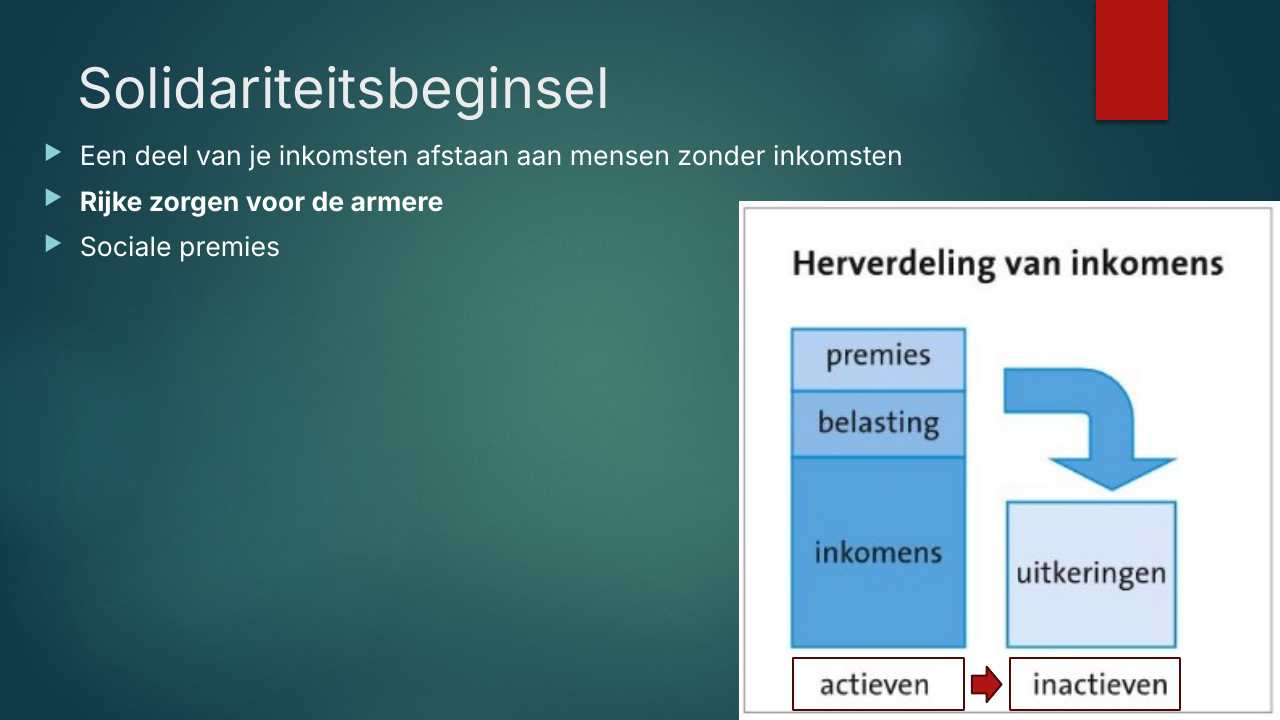 Solidariteitsbeginsel
Een deel van je inkomsten afstaan aan mensen zonder inkomsten
Rijke zorgen voor de armere
Sociale premies
Herverdeling van inkomens
premies
belasting
inkomens
uitkeringen
actieven
inactieven